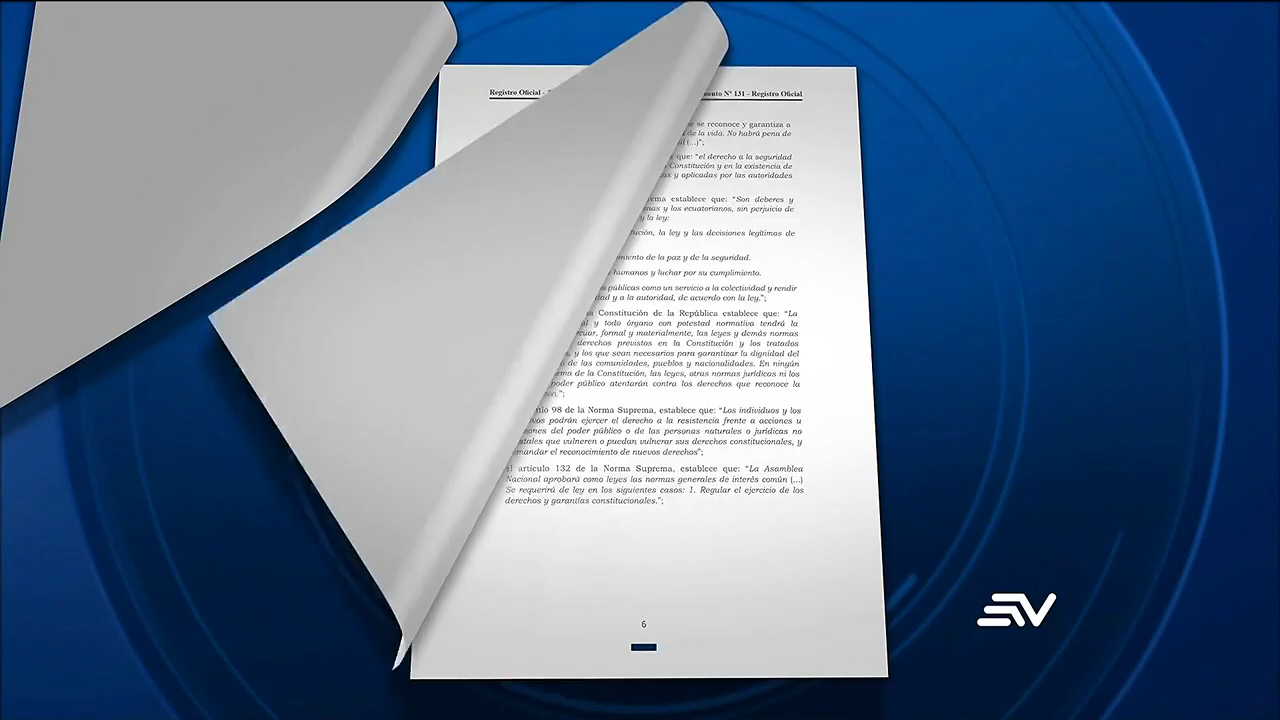 Registro Oficial - mento N° 131 - Registro Oficial
se reconoce y garantiza a
de la vida. No habrá pena de
(...)";
que: "el derecho a la seguridad
Constitución y en la existencia de
y aplicadas por las autoridades
rema establece que: "Son deberes y
y los ecuatorianos, sin perjuicio de
y la ley:
ución, la ley y las decisiones legítimas de
miento de la paz y de la seguridad.
humanos y luchar por su cumplimiento.
públicas como un servicio a la colectividad y rendir
dad y a la autoridad, de acuerdo con la ley.";
Constitución de la República establece que: "La
y todo órgano con potestad normativa tendrá la
cuar, formal y materialmente, las leyes y demás normas
derechos previstos en la Constitución y los tratados
y los que sean necesarios para garantizar la dignidad del
o de las comunidades, pueblos y nacionalidades. En ningún
ma de la Constitución, las leyes, otras normas jurídicas ni los
poder público atentarán contra los derechos que reconoce la
ulo 98 de la Norma Suprema, establece que: "Los individuos y los
vos podrán ejercer el derecho a la resistencia frente a acciones u
ones del poder público o de las personas naturales o jurídicas no
tales que vulneren o puedan vulnerar sus derechos constitucionales, y
mandar el reconocimiento de nuevos derechos";
el artículo 132 de la Norma Suprema, establece que: "La Asamblea
Nacional aprobará como leyes las normas generales de interés común (...)
Se requerirá de ley en los siguientes casos: 1. Regular el ejercicio de los
derechos y garantías constitucionales.";
6